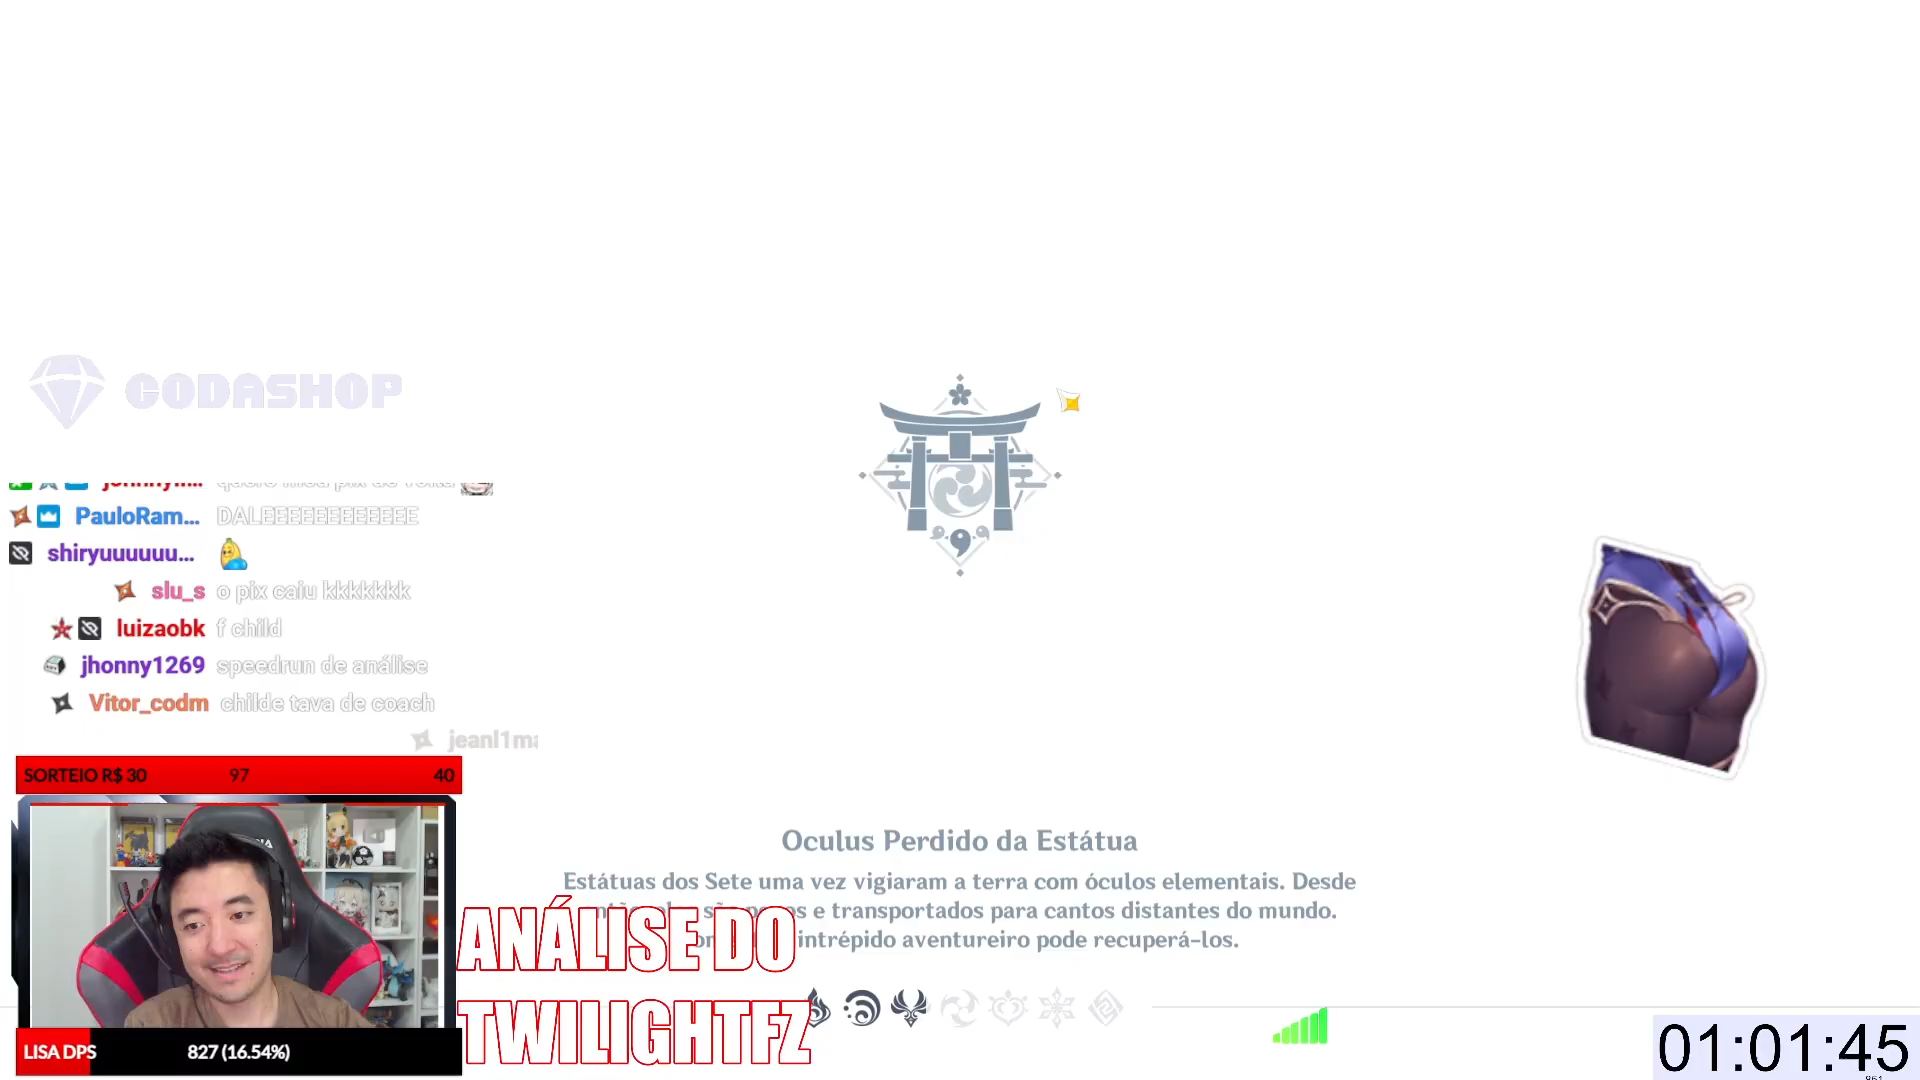 CODASHOP
PauloRam... DALEEEEEEEEEEEE
shiryuuuuuu...
slu_s o pix caiu kkkkkkk
luizaobk f child
jhonny1269 speedrun de análise
Vitor_codm childe tava de coach
jeanl1ma
SORTEIO R$ 30 97 40
Oculus Perdido da Estátua
Estátuas dos Sete uma vez vigiaram a terra com óculos elementais. Desde
e transportados para cantos distantes do mundo.
intrépido aventureiro pode recuperá-los.
ANÁLISE DO
TWILIGHTFZ
LISA DPS 827 (16.54%)
01:01:45